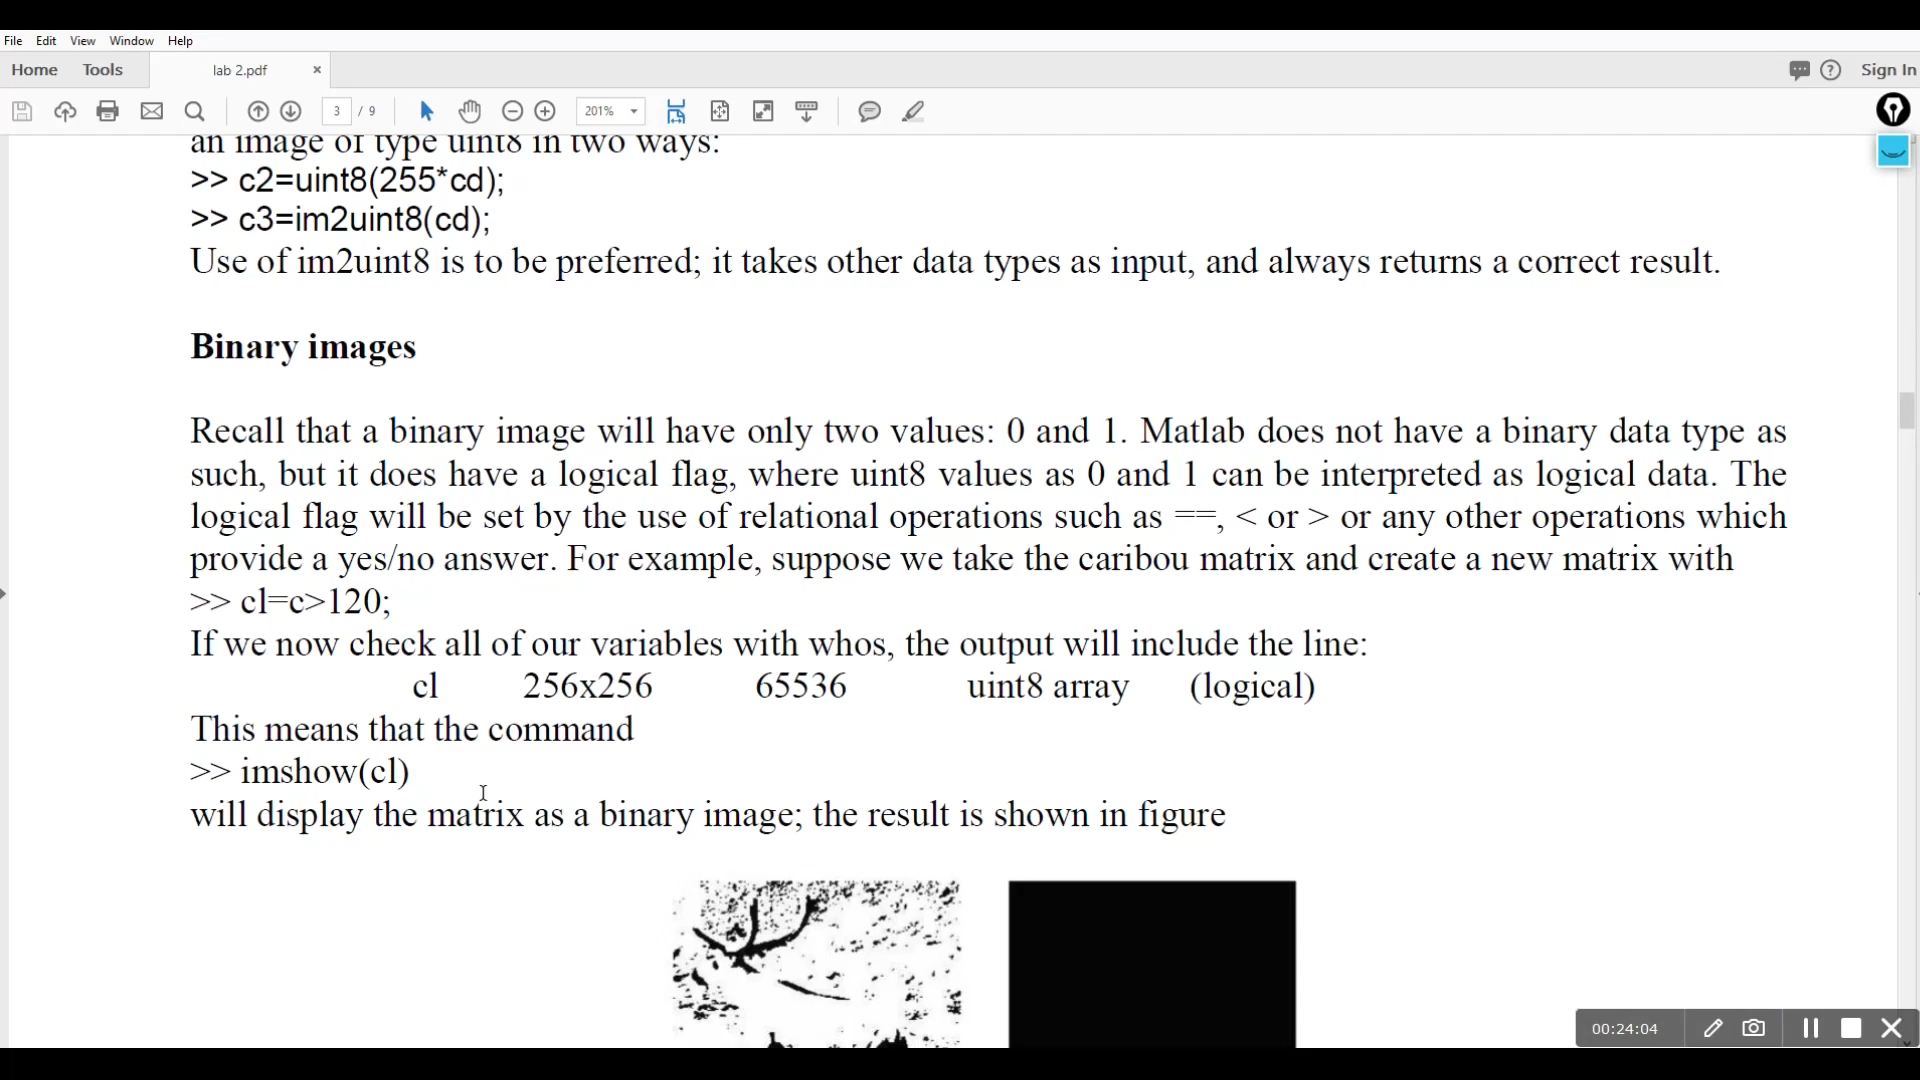 File Edit View Window Help
Home Tools lab 2.pdf × Sign In
3 / 9 201%
an image of type uint8 in two ways:
>> c2=uint8(255*cd);
>> c3=im2uint8(cd);
Use of im2uint8 is to be preferred; it takes other data types as input, and always returns a correct result.
Binary images
Recall that a binary image will have only two values: 0 and 1. Matlab does not have a binary data type as
such, but it does have a logical flag, where uint8 values as 0 and 1 can be interpreted as logical data. The
logical flag will be set by the use of relational operations such as ==, < or > or any other operations which
provide a yes/no answer. For example, suppose we take the caribou matrix and create a new matrix with
>> cl=c>120;
If we now check all of our variables with whos, the output will include the line:
cl 256x256 65536 uint8 array (logical)
This means that the command
>> imshow(cl)
will display the matrix as a binary image; the result is shown in figure
00:24:04